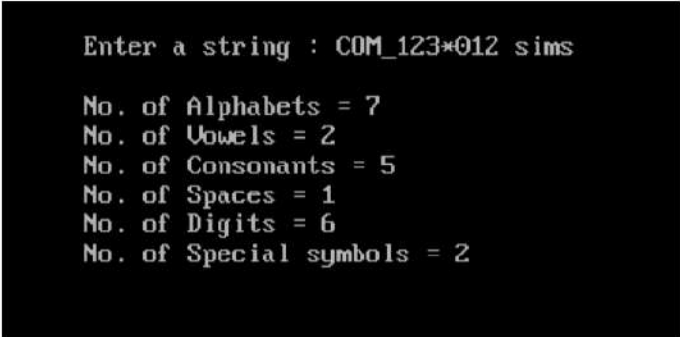 Enter a string : COM_123*012 sims
No. of Alphabets = 7
No. of Vowels = 2
No. of Consonants = 5
No. of Spaces = 1
No. of Digits = 6
No. of Special symbols = 2